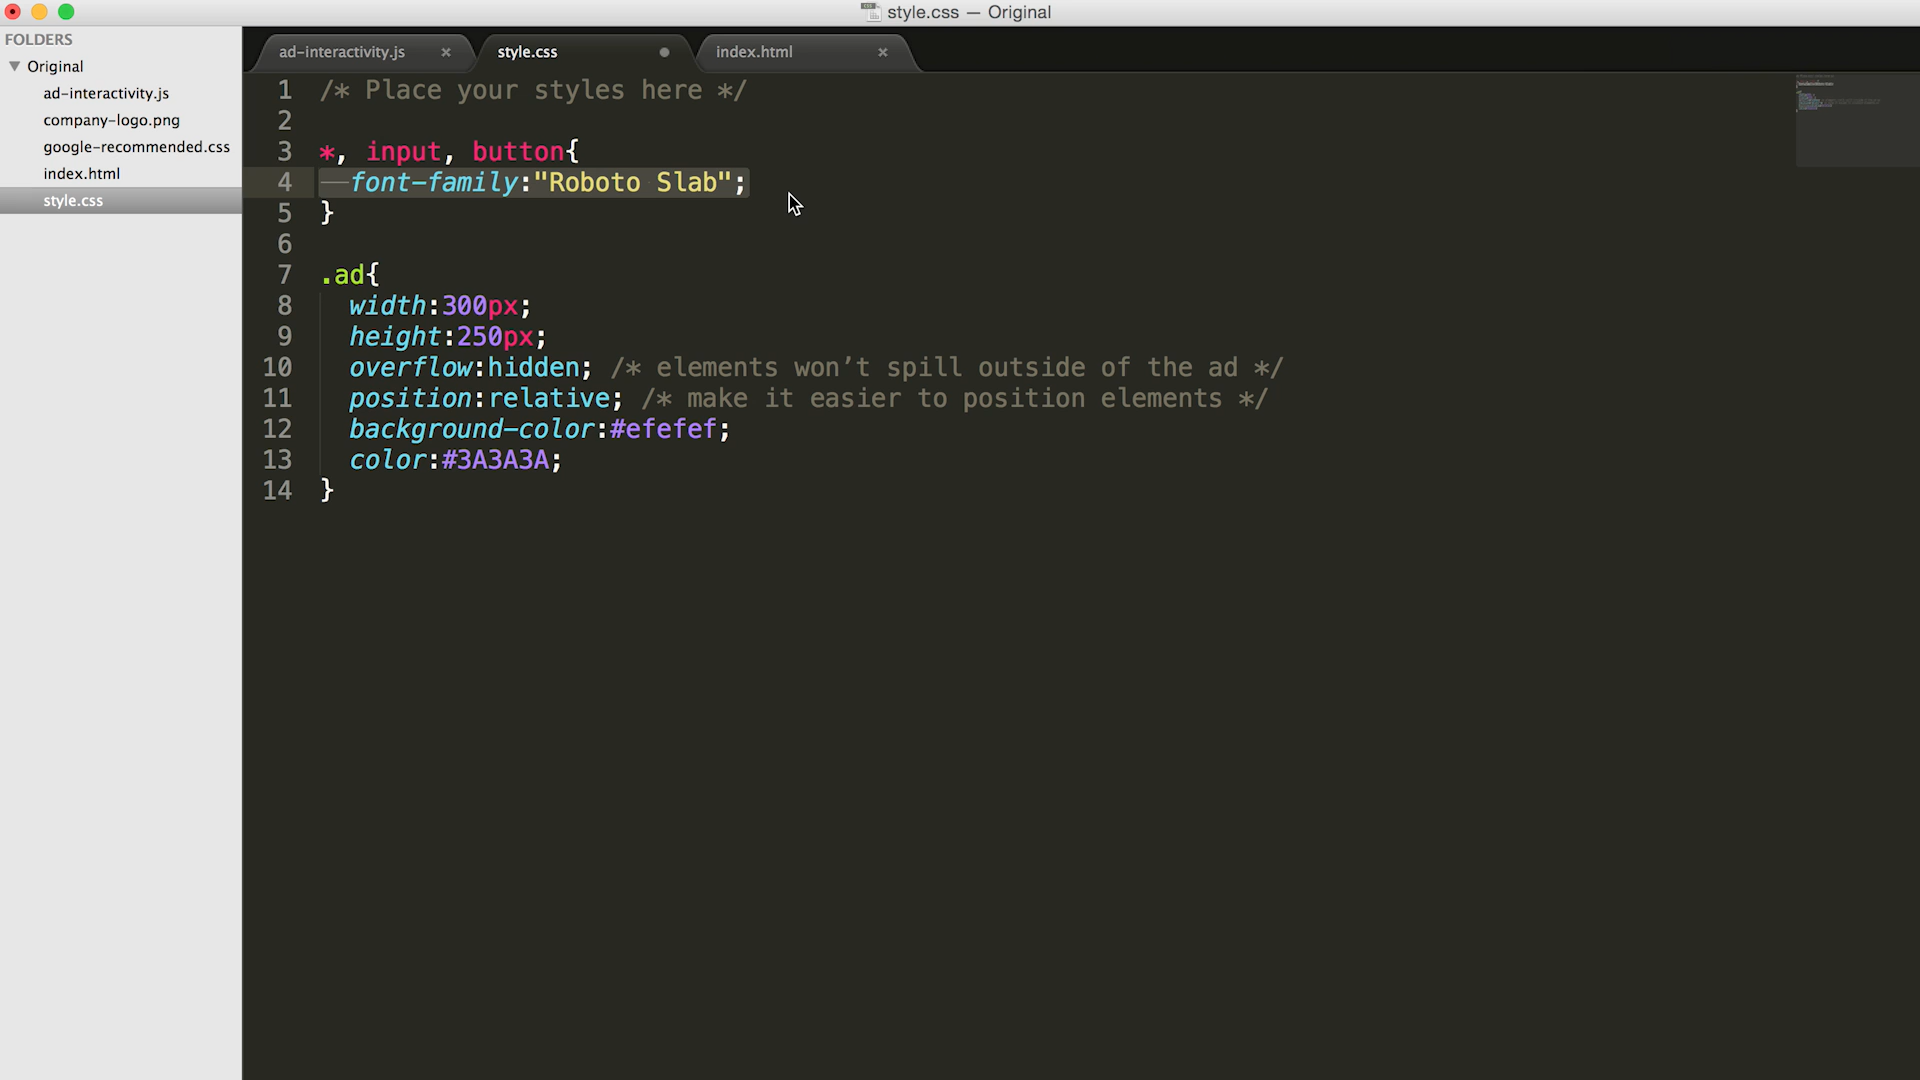 style.css — Original
FOLDERS
Original
ad-interactivity.js
company-logo.png
google-recommended.css
index.html
style.css
ad-interactivity.js × style.css index.html ×
1 /* Place your styles here */
2
3 *, input, button{
4 font-family:"Roboto Slab";
5 }
6
7 .ad{
8 width:300px;
9 height:250px;
10 overflow:hidden; /* elements won’t spill outside of the ad */
11 position:relative; /* make it easier to position elements */
12 background-color:#efefef;
13 color:#3A3A3A;
14 }